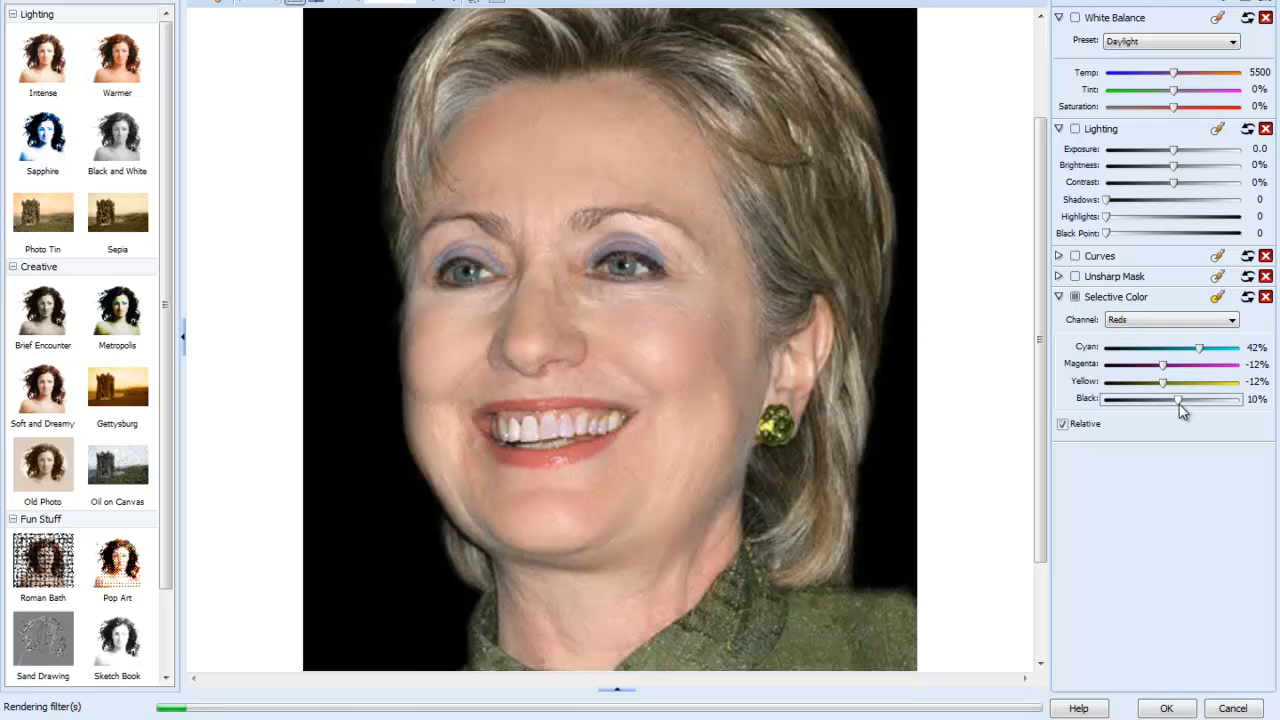 Lighting
Intense
Warmer
Sapphire
Black and White
Photo Tin
Sepia
Creative
Brief Encounter
Metropolis
Soft and Dreamy
Gettysburg
Old Photo
Oil on Canvas
Fun Stuff
Roman Bath
Pop Art
Sand Drawing
Sketch Book
White Balance
Preset: Daylight
Temp: 5500
Tint: 0%
Saturation: 0%
Lighting
Exposure: 0.0
Brightness: 0%
Contrast: 0%
Shadows: 0
Highlights: 0
Black Point: 0
Curves
Unsharp Mask
Selective Color
Channel: Reds
Cyan: 42%
Magenta: -12%
Yellow: -12%
Black: 10%
Relative
Rendering filter(s)
Help
OK
Cancel